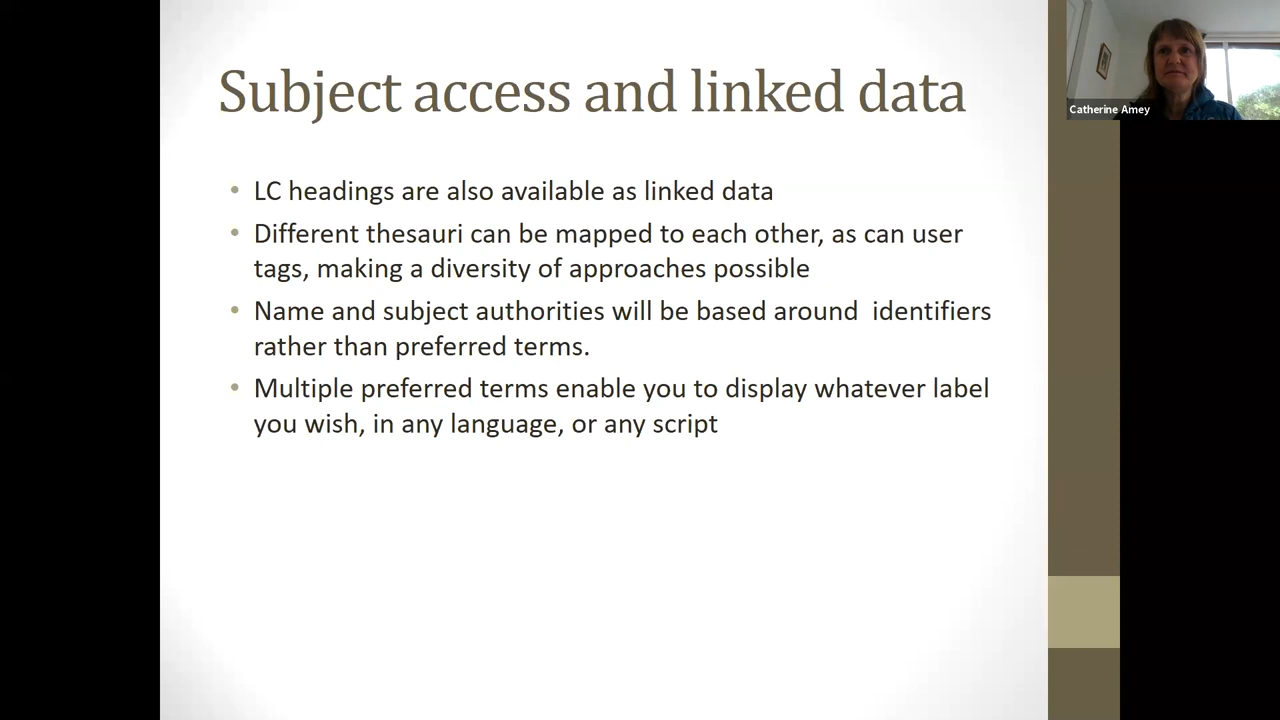 Subject access and linked data
Catherine Amey
• LC headings are also available as linked data
• Different thesauri can be mapped to each other, as can user
tags, making a diversity of approaches possible
• Name and subject authorities will be based around  identifiers
rather than preferred terms.
• Multiple preferred terms enable you to display whatever label
you wish, in any language, or any script